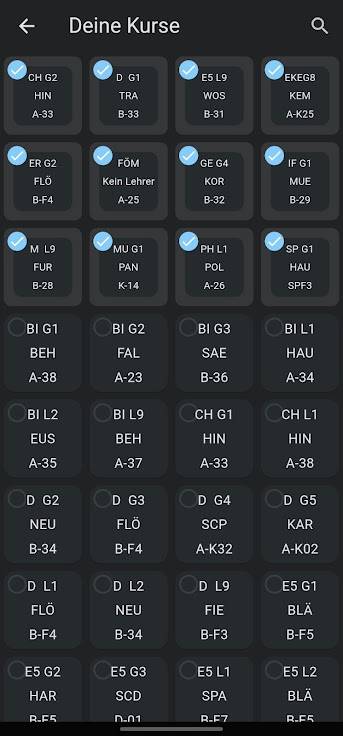 Deine Kurse
CH G2
HIN
A-33
D G1
TRA
B-33
E5 L9
WOS
B-31
EKEG8
KEM
A-K25
ER G2
FLÖ
B-F4
FÖM
Kein Lehrer
A-25
GE G4
KOR
B-32
IF G1
MUE
B-29
M L9
FUR
B-28
MU G1
PAN
K-14
PH L1
POL
A-26
SP G1
HAU
SPF3
BI G1
BEH
A-38
BI G2
FAL
A-23
BI G3
SAE
B-36
BI L1
HAU
A-34
BI L2
EUS
A-35
BI L9
BEH
A-37
CH G1
HIN
A-33
CH L1
HIN
A-38
D G2
NEU
B-34
D G3
FLÖ
B-F4
D G4
SCP
A-K32
D G5
KAR
A-K02
D L1
FLÖ
B-F4
D L2
NEU
B-34
D L9
FIE
B-F3
E5 G1
BLÄ
B-F5
E5 G2
HAR
B-F5
E5 G3
SCD
D-01
E5 L1
SPA
B-F7
E5 L2
BLÄ
B-F5